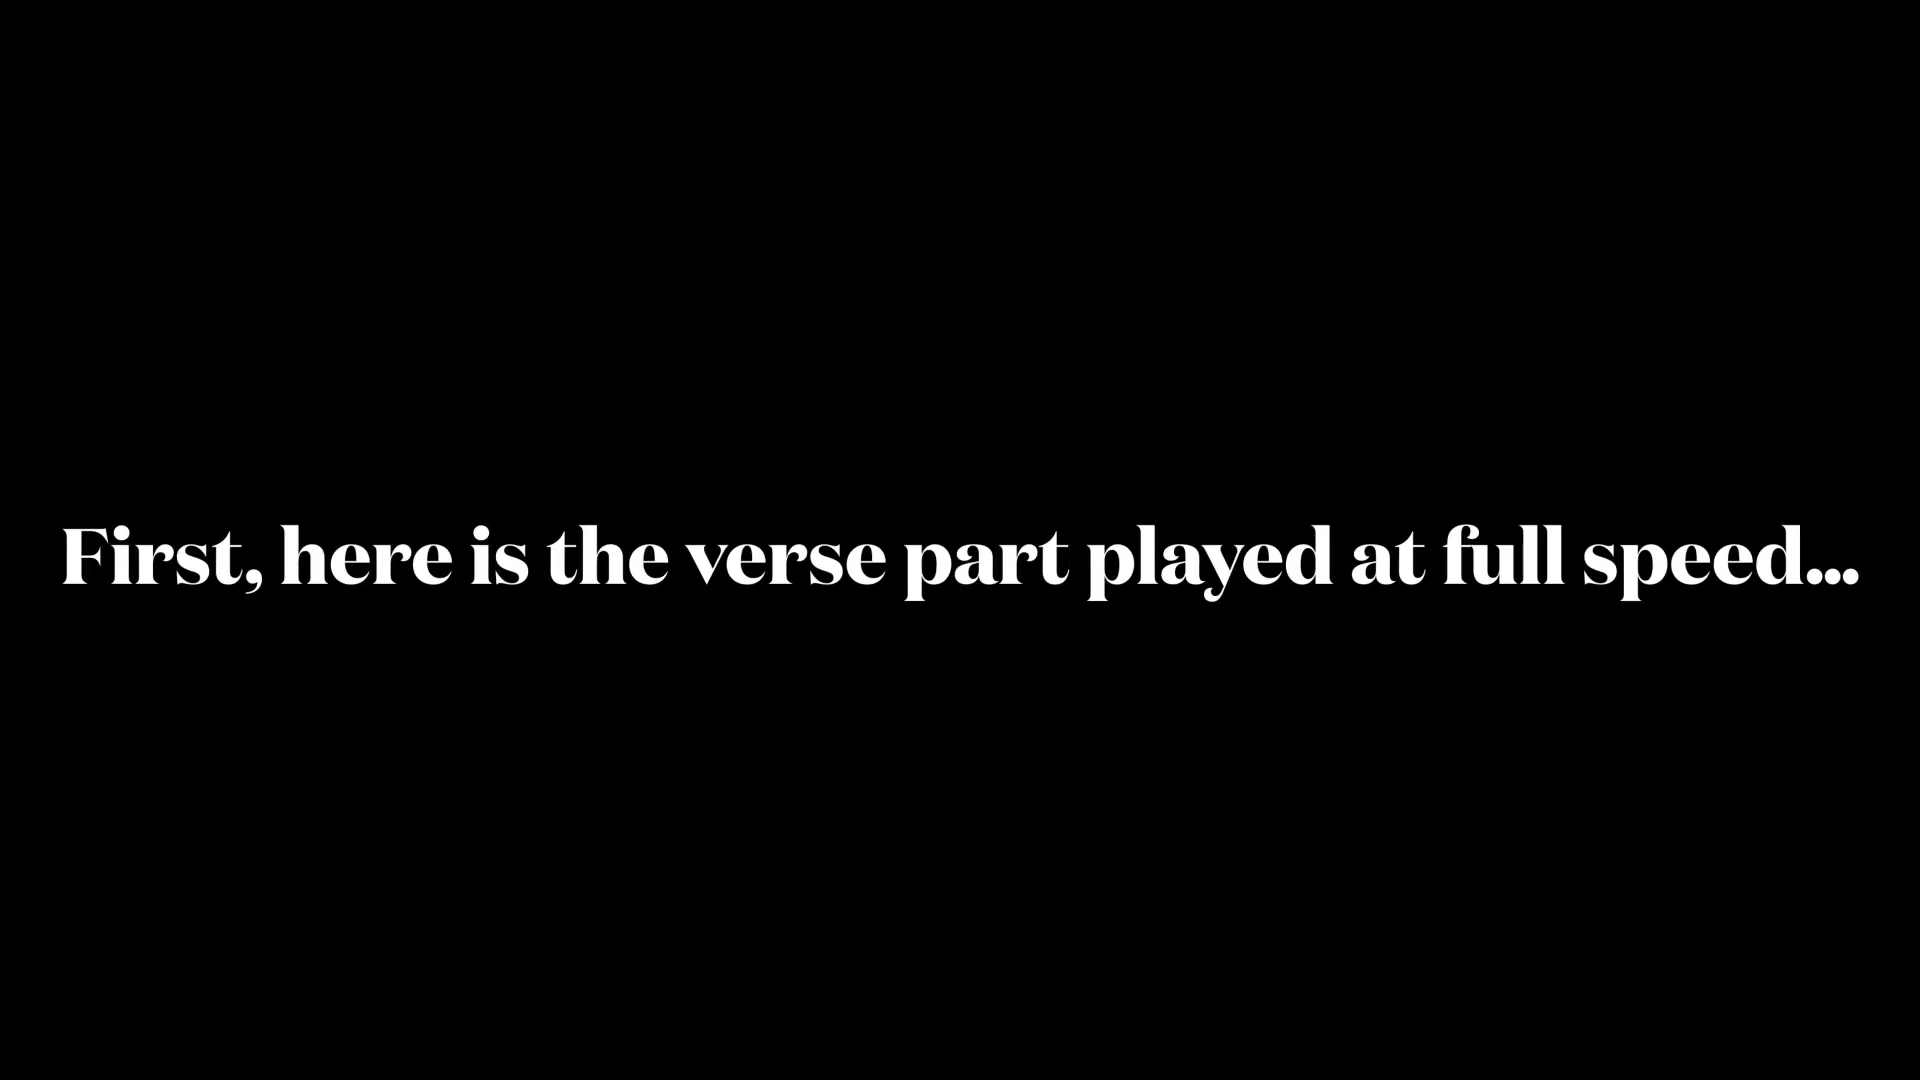 First, here is the verse part played at full speed...